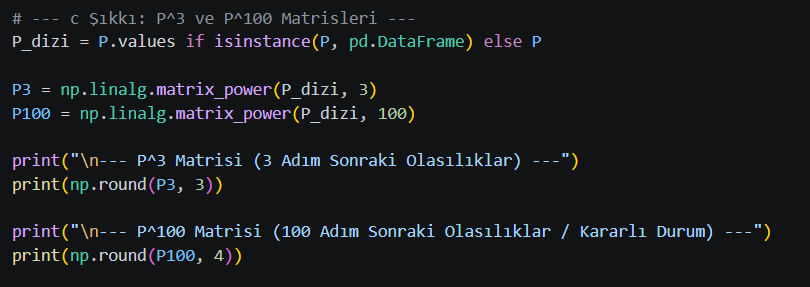 # --- c Şıkkı: P^3 ve P^100 Matrisleri ---
P_dizi = P.values if isinstance(P, pd.DataFrame) else P
P3 = np.linalg.matrix_power(P_dizi, 3)
P100 = np.linalg.matrix_power(P_dizi, 100)
print("\n--- P^3 Matrisi (3 Adım Sonraki Olasılıklar) ---")
print(np.round(P3, 3))
print("\n--- P^100 Matrisi (100 Adım Sonraki Olasılıklar / Kararlı Durum) ---")
print(np.round(P100, 4))